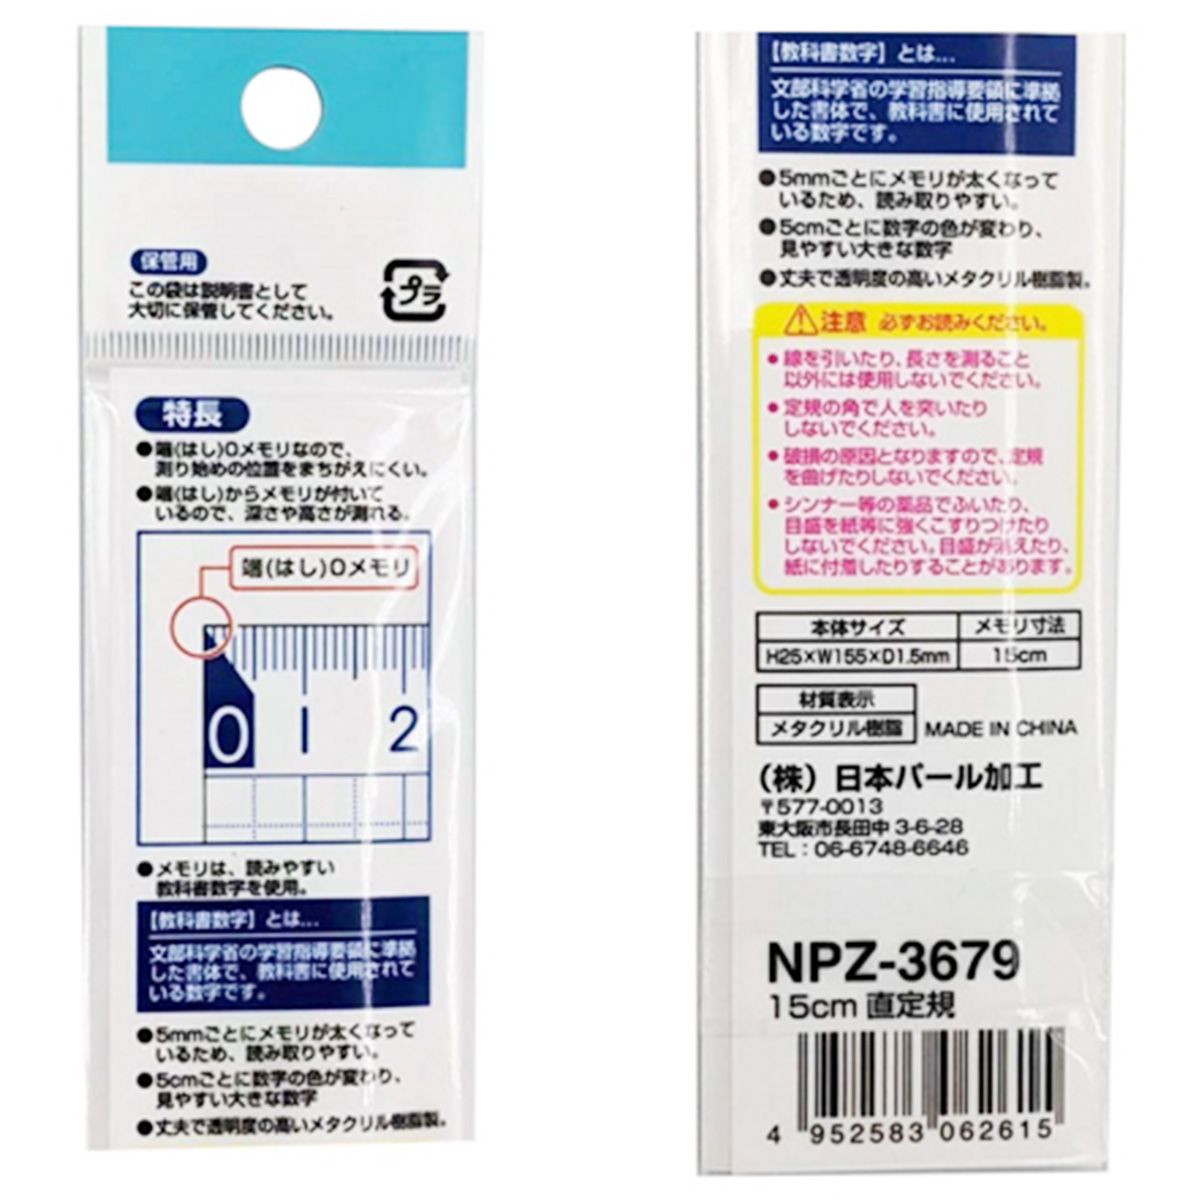 保管用
この袋は説明書として
大切に保管してください。
プラ
特長
●端(はし)0メモリなので、
測り始めの位置をまちがえにくい。
●端(はし)からメモリが付いて
いるので、深さや高さが測れる。
端(はし)0メモリ
0 1 2
●メモリは、読みやすい
教科書数字を使用。
【教科書数字】とは...
文部科学省の学習指導要領に準拠
した書体で、教科書に使用されて
いる数字です。
●5mmごとにメモリが太くなって
いるため、読み取りやすい。
●5cmごとに数字の色が変わり、
見やすい大きな数字
●丈夫で透明度の高いメタクリル樹脂製。
【教科書数字】とは...
文部科学省の学習指導要領に準拠
した書体で、教科書に使用されて
いる数字です。
●5mmごとにメモリが太くなって
いるため、読み取りやすい。
●5cmごとに数字の色が変わり、
見やすい大きな数字
●丈夫で透明度の高いメタクリル樹脂製。
注意 必ずお読みください。
●線を引いたり、長さを測ること
以外には使用しないでください。
●定規の角で人を突いたり
しないでください。
●破損の原因となりますので、定規
を曲げたりしないでください。
●シンナー等の薬品でふいたり、
目盛を紙等に強くこすりつけたり
しないでください。目盛が消えたり、
紙に付着したりすることがあります。
本体サイズ メモリ寸法
H25×W155×D1.5mm 15cm
材質表示
メタクリル樹脂 MADE IN CHINA
(株)日本パール加工
〒577-0013
東大阪市長田中3-6-28
TEL：06-6748-6646
NPZ-3679
15cm 直定規
4 952583 062615